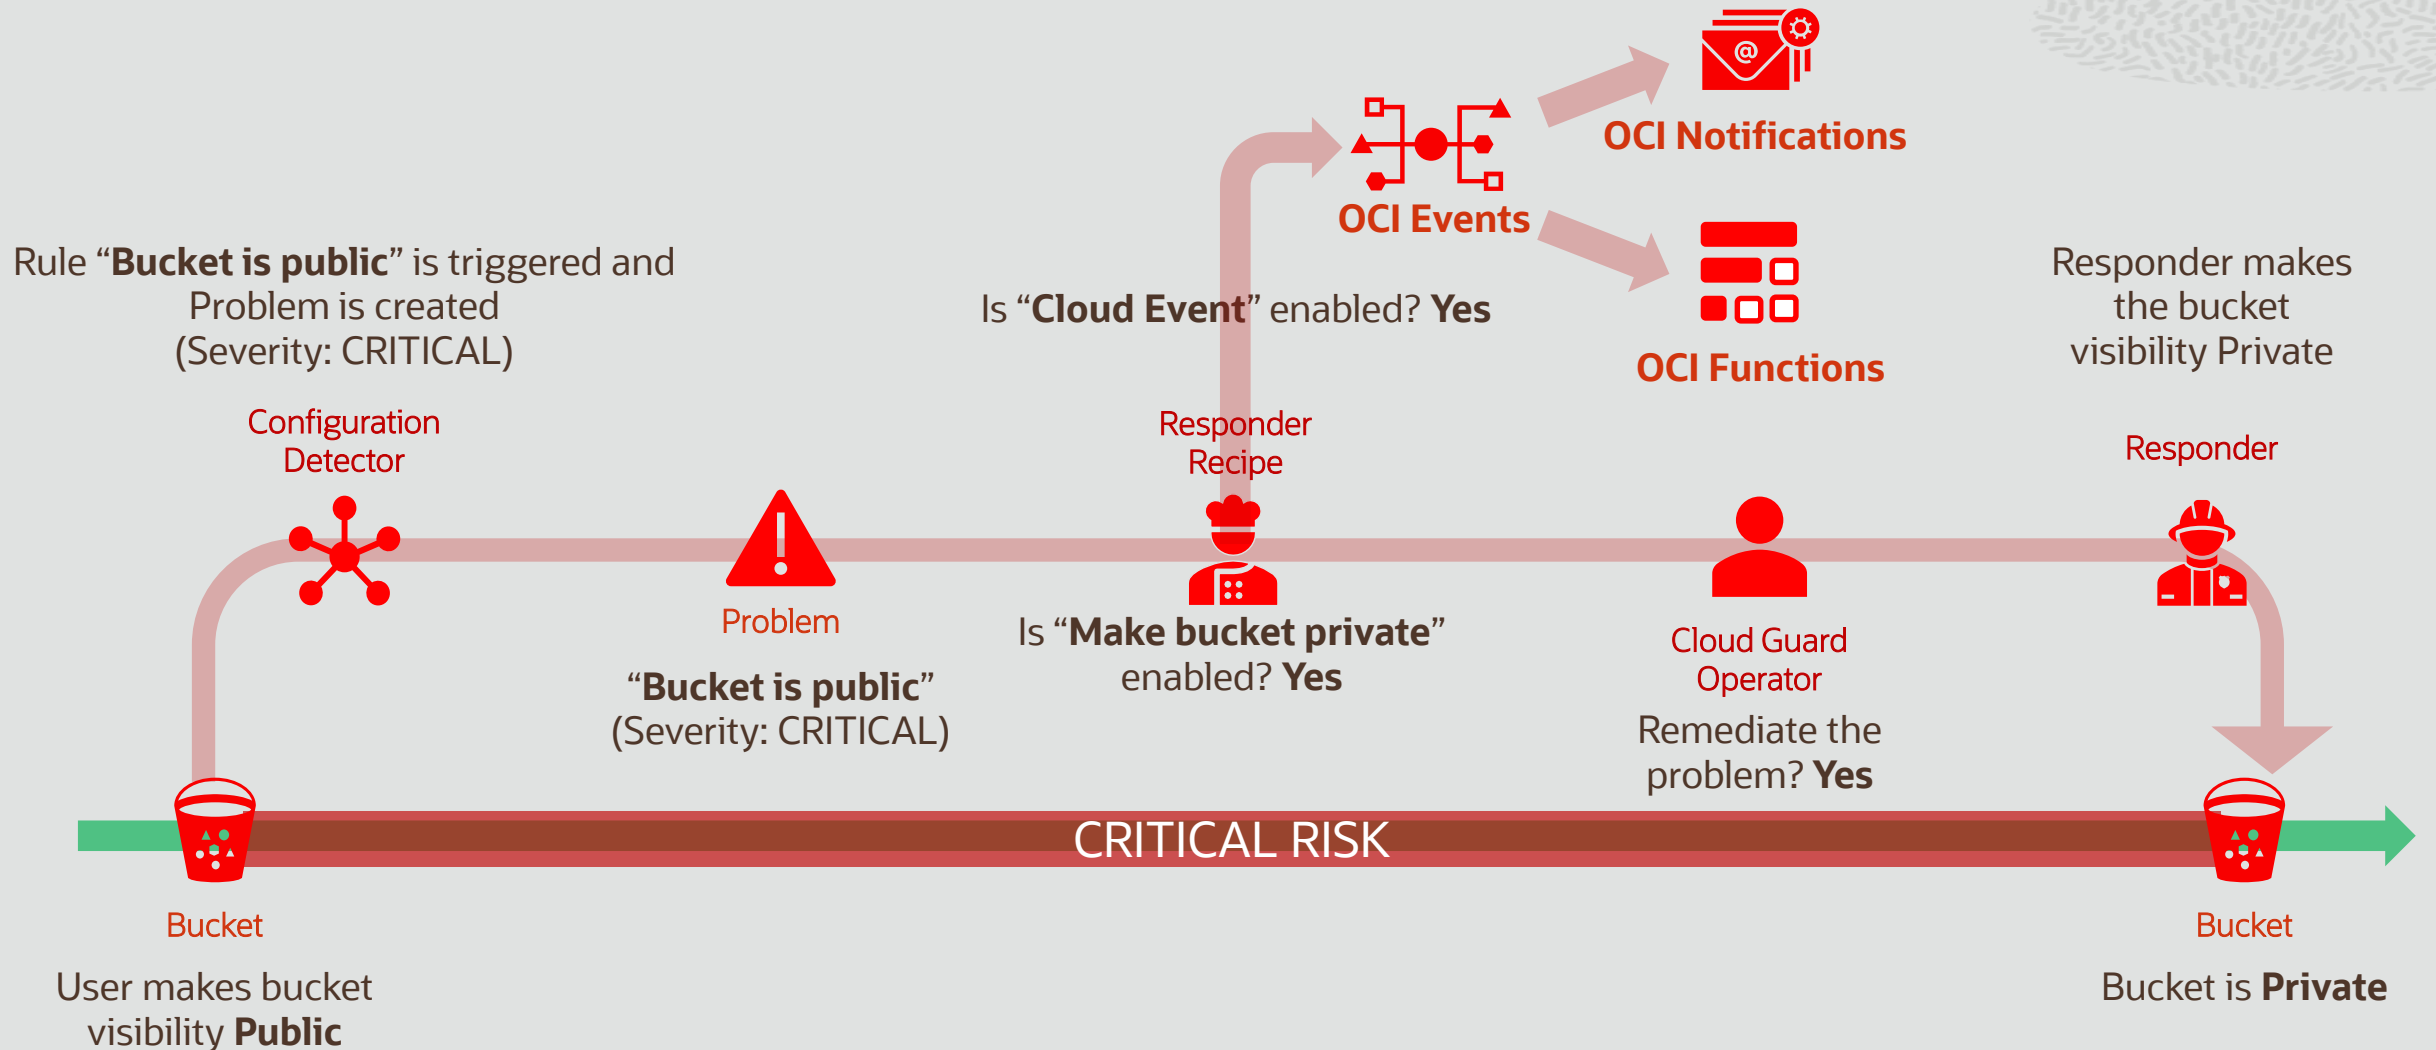 OCI Notifications
OCI Events
OCI Functions
Rule “Bucket is public” is triggered and
Problem is created
(Severity: CRITICAL)
Is “Cloud Event” enabled? Yes
Responder makes
the bucket
visibility Private
Configuration
Detector
Responder
Recipe
Responder
Problem
“Bucket is public”
(Severity: CRITICAL)
Is “Make bucket private”
enabled? Yes
Cloud Guard
Operator
Remediate the
problem? Yes
CRITICAL RISK
Bucket
User makes bucket
visibility Public
Bucket
Bucket is Private
@